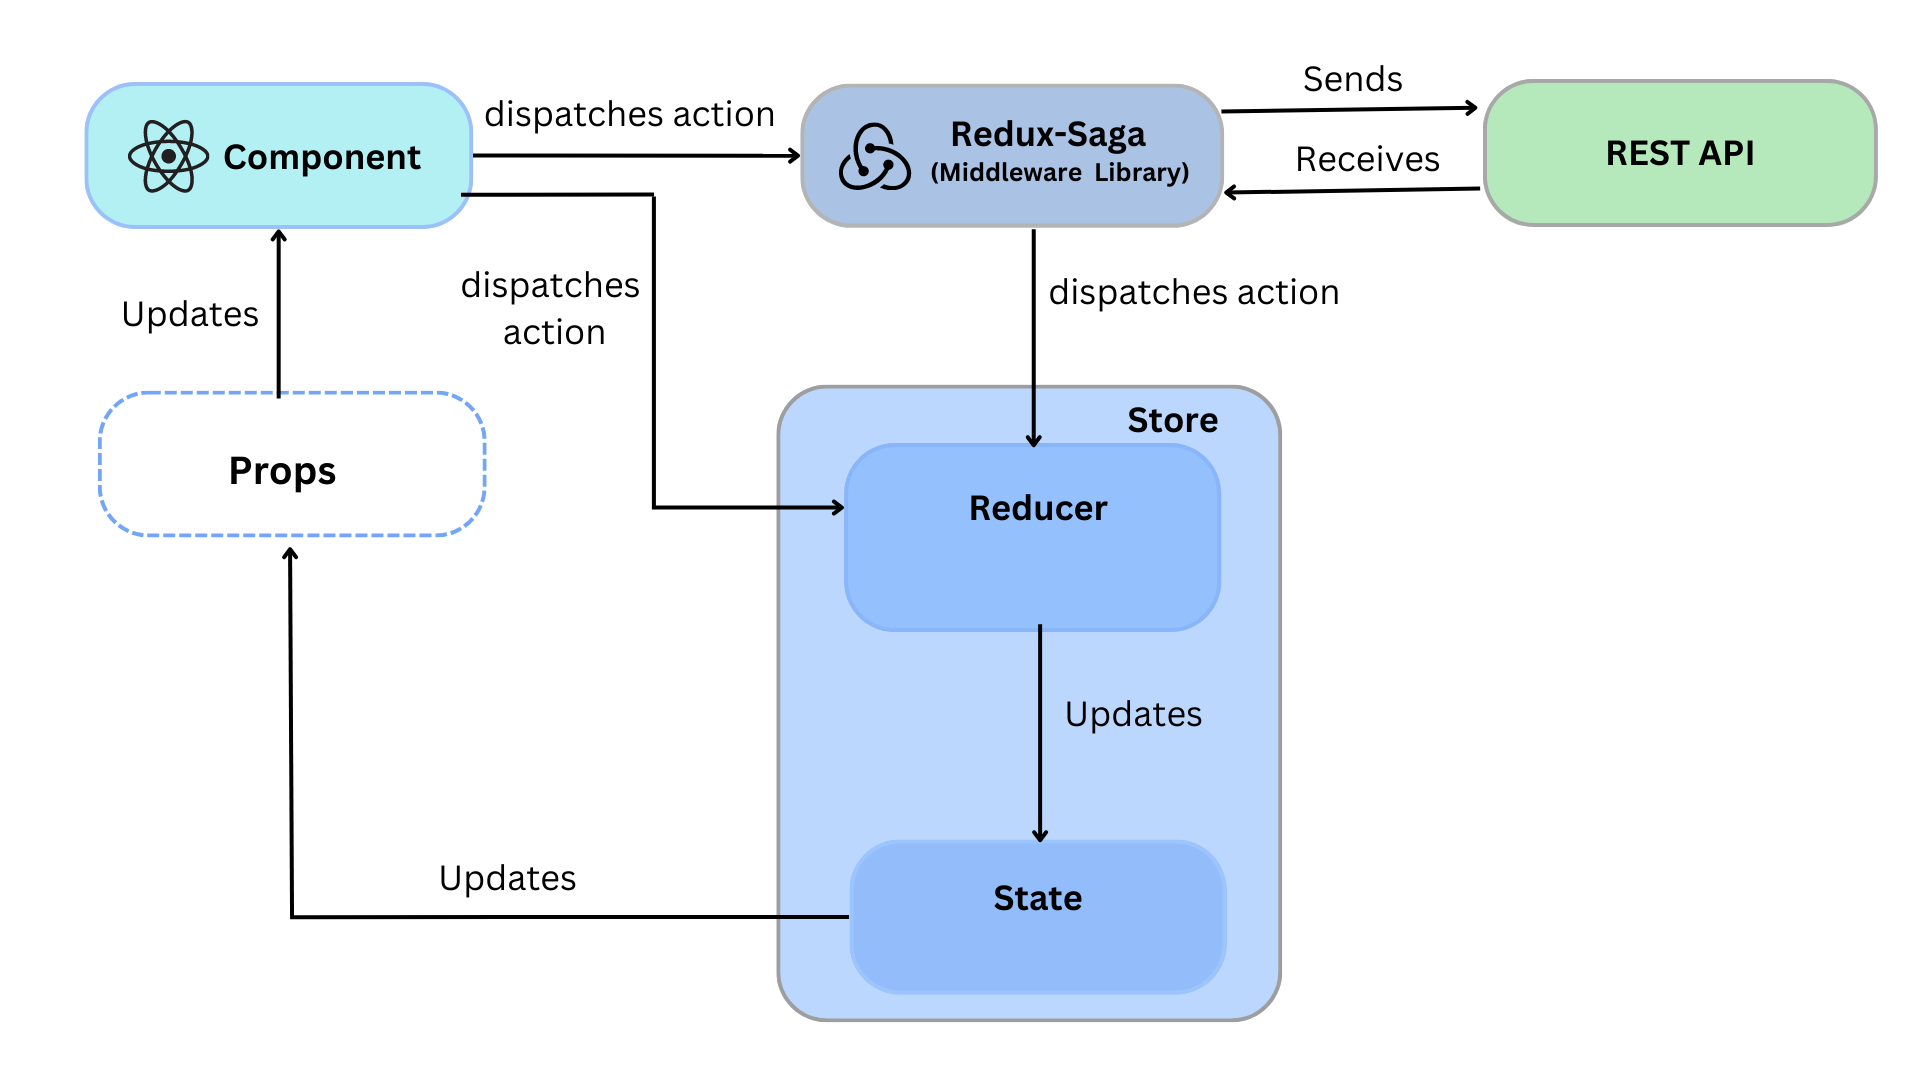 Sends
dispatches action
Redux-Saga
(Middleware Library)
REST API
Component
Receives
dispatches
action
dispatches action
Updates
Store
Props
Reducer
Updates
Updates
State